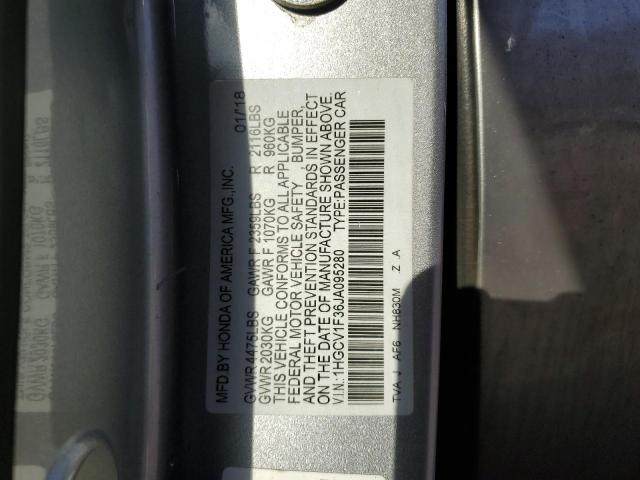 MFD.BY HONDA OF AMERICA MFG.,INC. 01/18
GVWR 4475LBS GAWR F 2359LBS R 2116LBS
GVWR 2030KG GAWR F 1070KG R 960KG
THIS VEHICLE CONFORMS TO ALL APPLICABLE
FEDERAL MOTOR VEHICLE SAFETY , BUMPER,
AND THEFT PREVENTION STANDARDS IN EFFECT
ON THE DATE OF MANUFACTURE SHOWN ABOVE.
V.I.N.:1HGCV1F36JA095280 TYPE:PASSENGER CAR
TVA J AF6 NH830M Z A